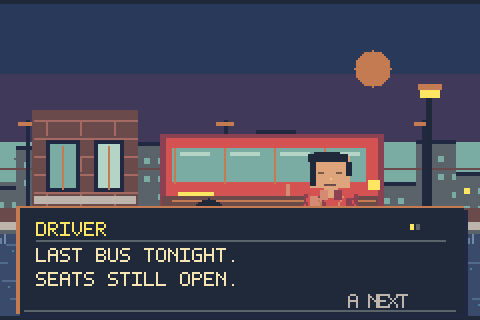 DRIVER
LAST BUS TONIGHT.
SEATS STILL OPEN.
A NEXT